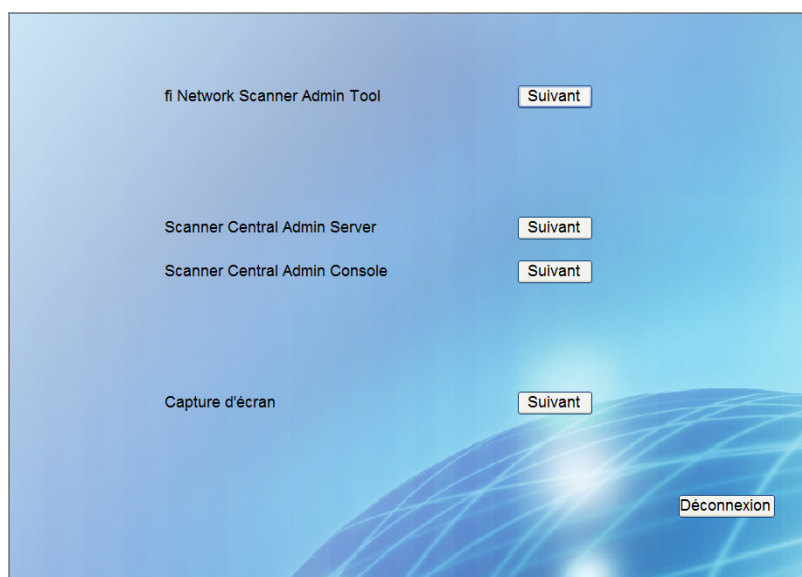 fi Network Scanner Admin Tool Suivant
Scanner Central Admin Server Suivant
Scanner Central Admin Console Suivant
Capture d'écran Suivant
Déconnexion